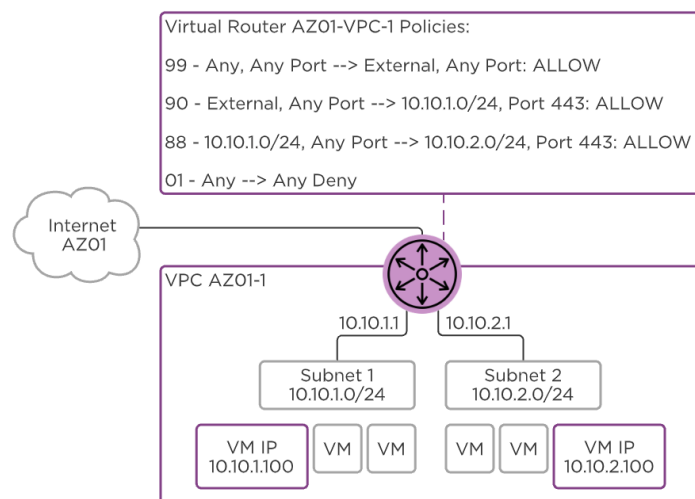 Virtual Router AZ01-VPC-1 Policies:
99 - Any, Any Port --> External, Any Port: ALLOW
90 - External, Any Port --> 10.10.1.0/24, Port 443: ALLOW
88 - 10.10.1.0/24, Any Port --> 10.10.2.0/24, Port 443: ALLOW
01 - Any --> Any Deny
Internet
AZ01
VPC AZ01-1
10.10.1.1
10.10.2.1
Subnet 1
10.10.1.0/24
Subnet 2
10.10.2.0/24
VM IP
10.10.1.100
VM
VM
VM
VM
VM IP
10.10.2.100